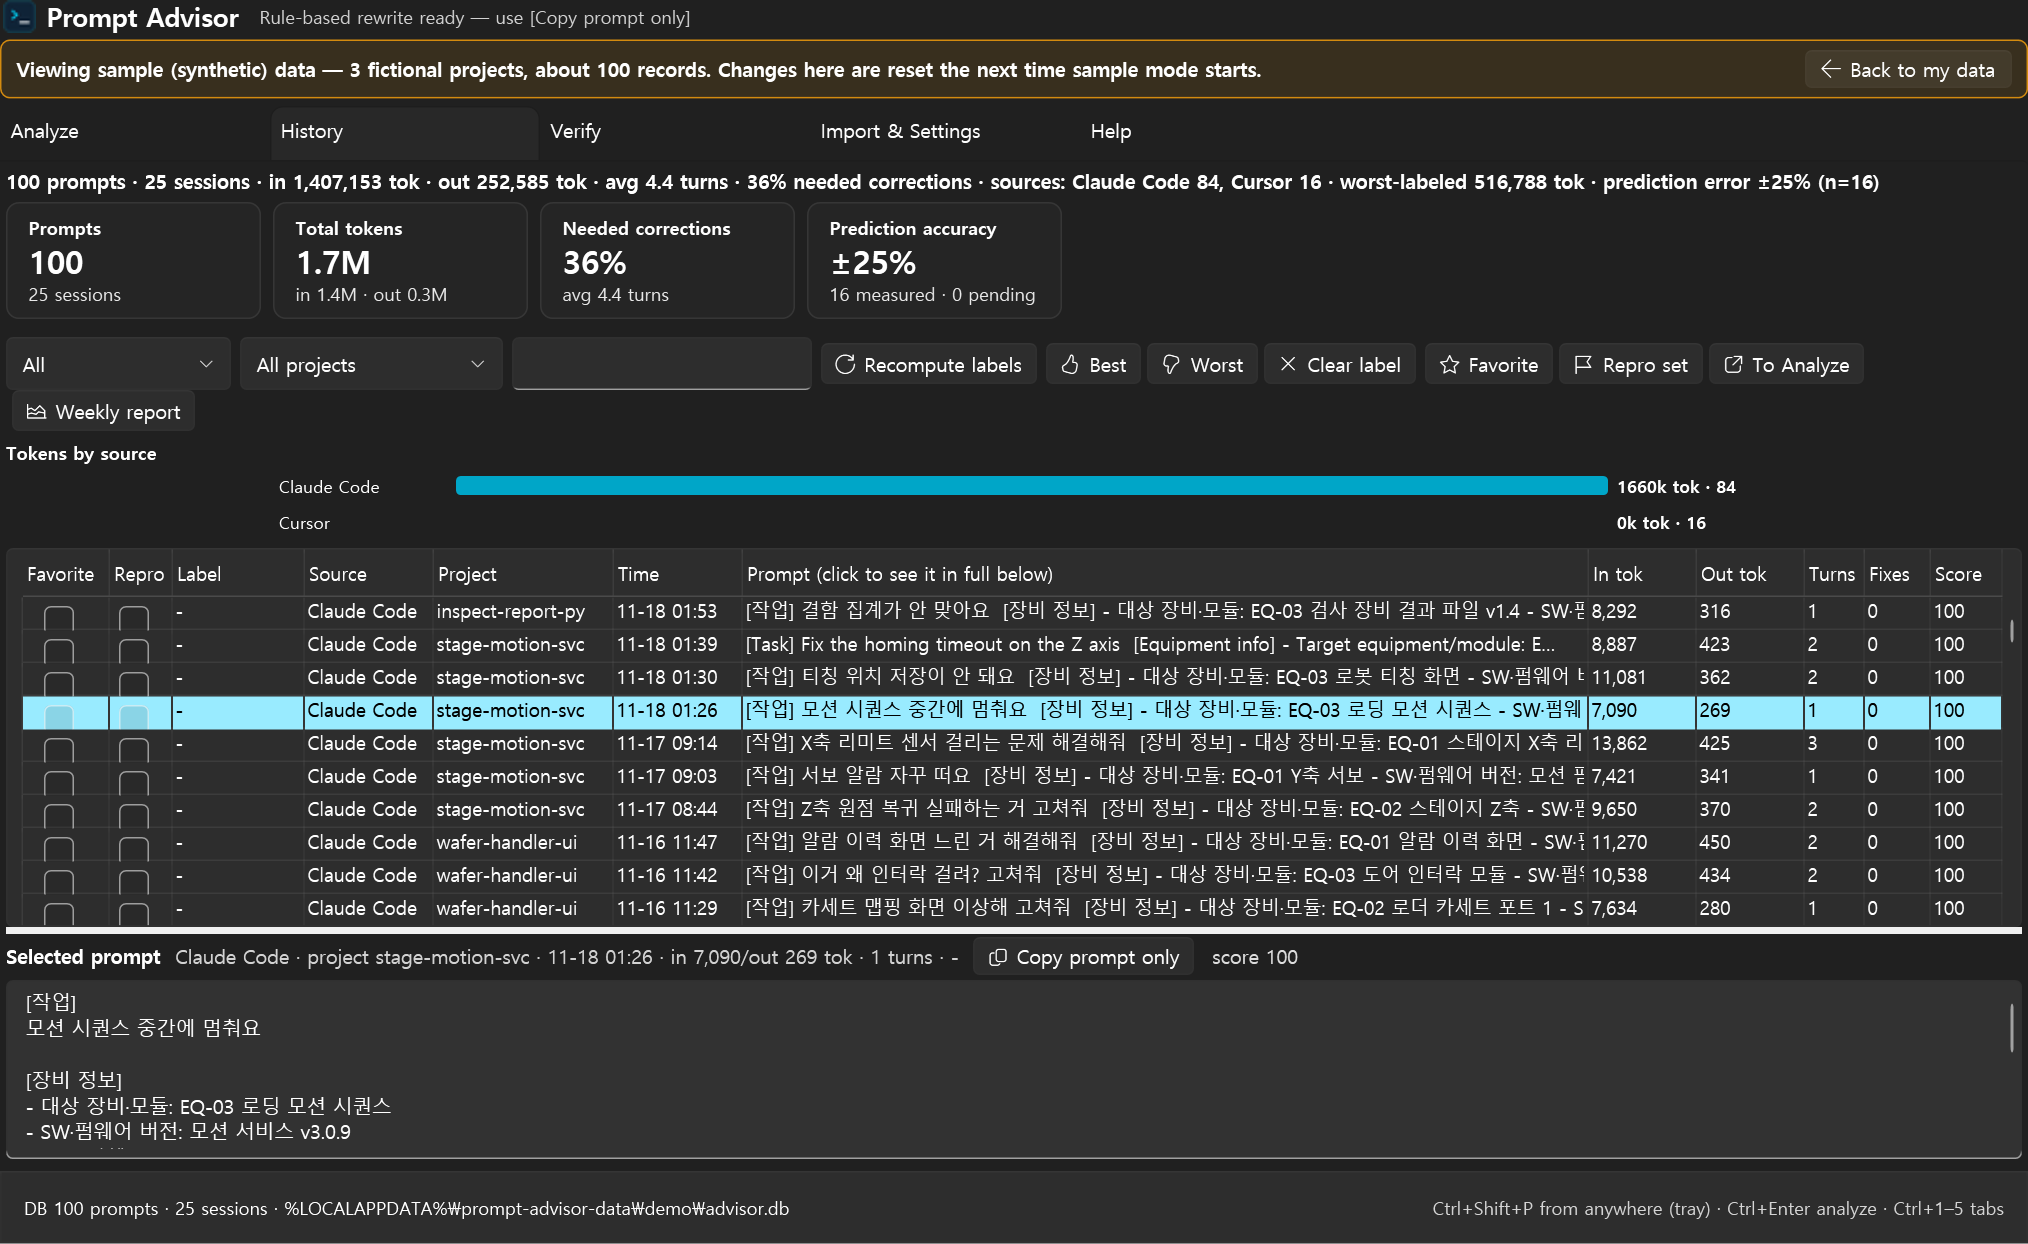 Prompt Advisor Rule-based rewrite ready — use [Copy prompt only]
Viewing sample (synthetic) data — 3 fictional projects, about 100 records. Changes here are reset the next time sample mode starts. Back to my data
Analyze History Verify Import & Settings Help
100 prompts · 25 sessions · in 1,407,153 tok · out 252,585 tok · avg 4.4 turns · 36% needed corrections · sources: Claude Code 84, Cursor 16 · worst-labeled 516,788 tok · prediction error ±25% (n=16)
Prompts Total tokens Needed corrections Prediction accuracy
100 1.7M 36% ±25%
25 sessions in 1.4M · out 0.3M avg 4.4 turns 16 measured · 0 pending
All All projects Recompute labels Best Worst Clear label Favorite Repro set To Analyze
Weekly report
Tokens by source
Claude Code 1660k tok · 84
Cursor 0k tok · 16
Favorite Repro Label Source Project Time Prompt (click to see it in full below) In tok Out tok Turns Fixes Score
- Claude Code inspect-report-py 11-18 01:53 [작업] 결함 집계가 안 맞아요 [장비 정보] - 대상 장비·모듈: EQ-03 검사 장비 결과 파일 v1.4 - SW· 8,292 316 1 0 100
- Claude Code stage-motion-svc 11-18 01:39 [Task] Fix the homing timeout on the Z axis [Equipment info] - Target equipment/module: E... 8,887 423 2 0 100
- Claude Code stage-motion-svc 11-18 01:30 [작업] 티칭 위치 저장이 안 돼요 [장비 정보] - 대상 장비·모듈: EQ-03 로봇 티칭 화면 - SW·펌웨어 11,081 362 2 0 100
- Claude Code stage-motion-svc 11-18 01:26 [작업] 모션 시퀀스 중간에 멈춰요 [장비 정보] - 대상 장비·모듈: EQ-03 로딩 모션 시퀀스 - SW·펌웨 7,090 269 1 0 100
- Claude Code stage-motion-svc 11-17 09:14 [작업] X축 리미트 센서 걸리는 문제 해결해줘 [장비 정보] - 대상 장비·모듈: EQ-01 스테이지 X축 리 13,862 425 3 0 100
- Claude Code stage-motion-svc 11-17 09:03 [작업] 서보 알람 자꾸 떠요 [장비 정보] - 대상 장비·모듈: EQ-01 Y축 서보 - SW·펌웨어 버전: 모션 7,421 341 1 0 100
- Claude Code stage-motion-svc 11-17 08:44 [작업] Z축 원점 복귀 실패하는 거 고쳐줘 [장비 정보] - 대상 장비·모듈: EQ-02 스테이지 Z축 - SW· 9,650 370 2 0 100
- Claude Code wafer-handler-ui 11-16 11:47 [작업] 알람 이력 화면 느린 거 해결해줘 [장비 정보] - 대상 장비·모듈: EQ-01 알람 이력 화면 - SW· 11,270 450 2 0 100
- Claude Code wafer-handler-ui 11-16 11:42 [작업] 이거 왜 인터락 걸려? 고쳐줘 [장비 정보] - 대상 장비·모듈: EQ-03 도어 인터락 모듈 - SW·펌웨 10,538 434 2 0 100
- Claude Code wafer-handler-ui 11-16 11:29 [작업] 카세트 맵핑 화면 이상해 고쳐줘 [장비 정보] - 대상 장비·모듈: EQ-02 로더 카세트 포트 1 - S 7,634 280 1 0 100
Selected prompt Claude Code · project stage-motion-svc · 11-18 01:26 · in 7,090/out 269 tok · 1 turns · - Copy prompt only score 100
[작업]
모션 시퀀스 중간에 멈춰요
[장비 정보]
- 대상 장비·모듈: EQ-03 로딩 모션 시퀀스
- SW·펌웨어 버전: 모션 서비스 v3.0.9
DB 100 prompts · 25 sessions · %LOCALAPPDATA%₩prompt-advisor-data₩demo₩advisor.db Ctrl+Shift+P from anywhere (tray) · Ctrl+Enter analyze · Ctrl+1–5 tabs